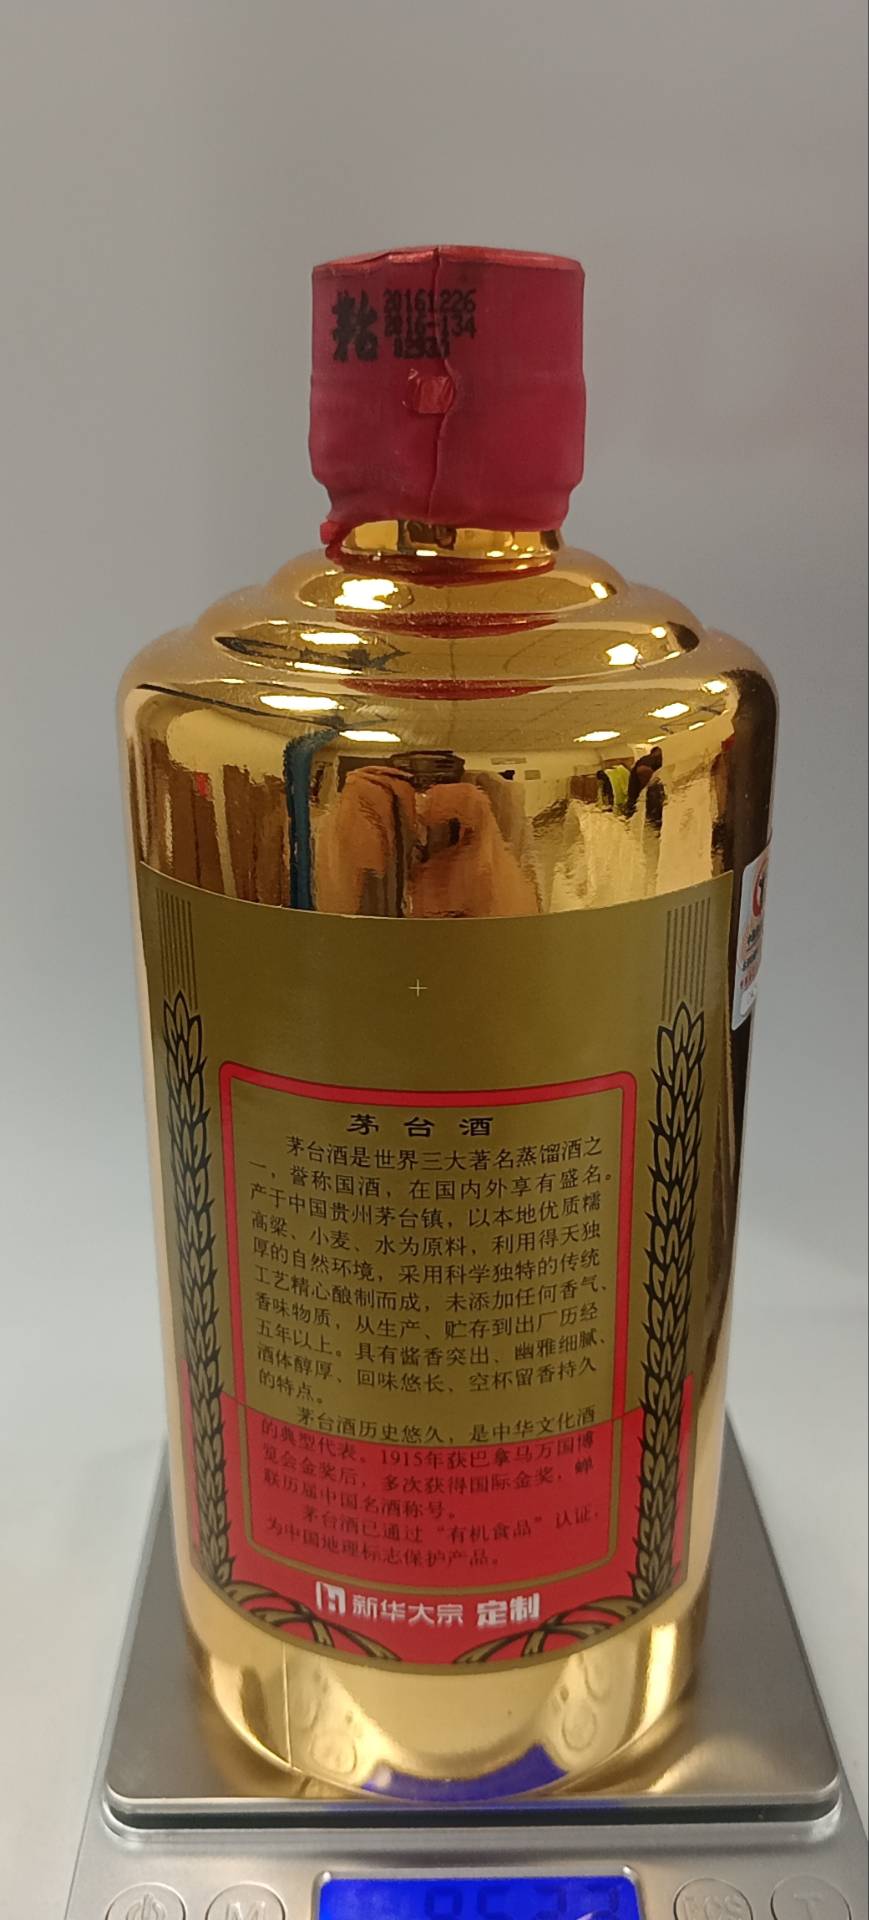 20161226
2016-134
茅台酒
茅台酒是世界三大著名蒸馏酒之
一，誉称国酒，在国内外享有盛名。
产于中国贵州茅台镇，以本地优质糯
高粱、小麦、水为原料，利用得天独
厚的自然环境，采用科学独特的传统
工艺精心酿制而成，未添加任何香气、
香味物质，从生产、贮存到出厂历经
五年以上。具有酱香突出、幽雅细腻、
酒体醇厚、回味悠长、空杯留香持久
的特点。
茅台酒历史悠久，是中华文化酒
的典型代表。1915年获巴拿马万国博
览会金奖后，多次获得国际金奖，蝉
联历届中国名酒称号。
茅台酒已通过“有机食品”认证，
为中国地理标志保护产品。
新华大宗 定制
M
T